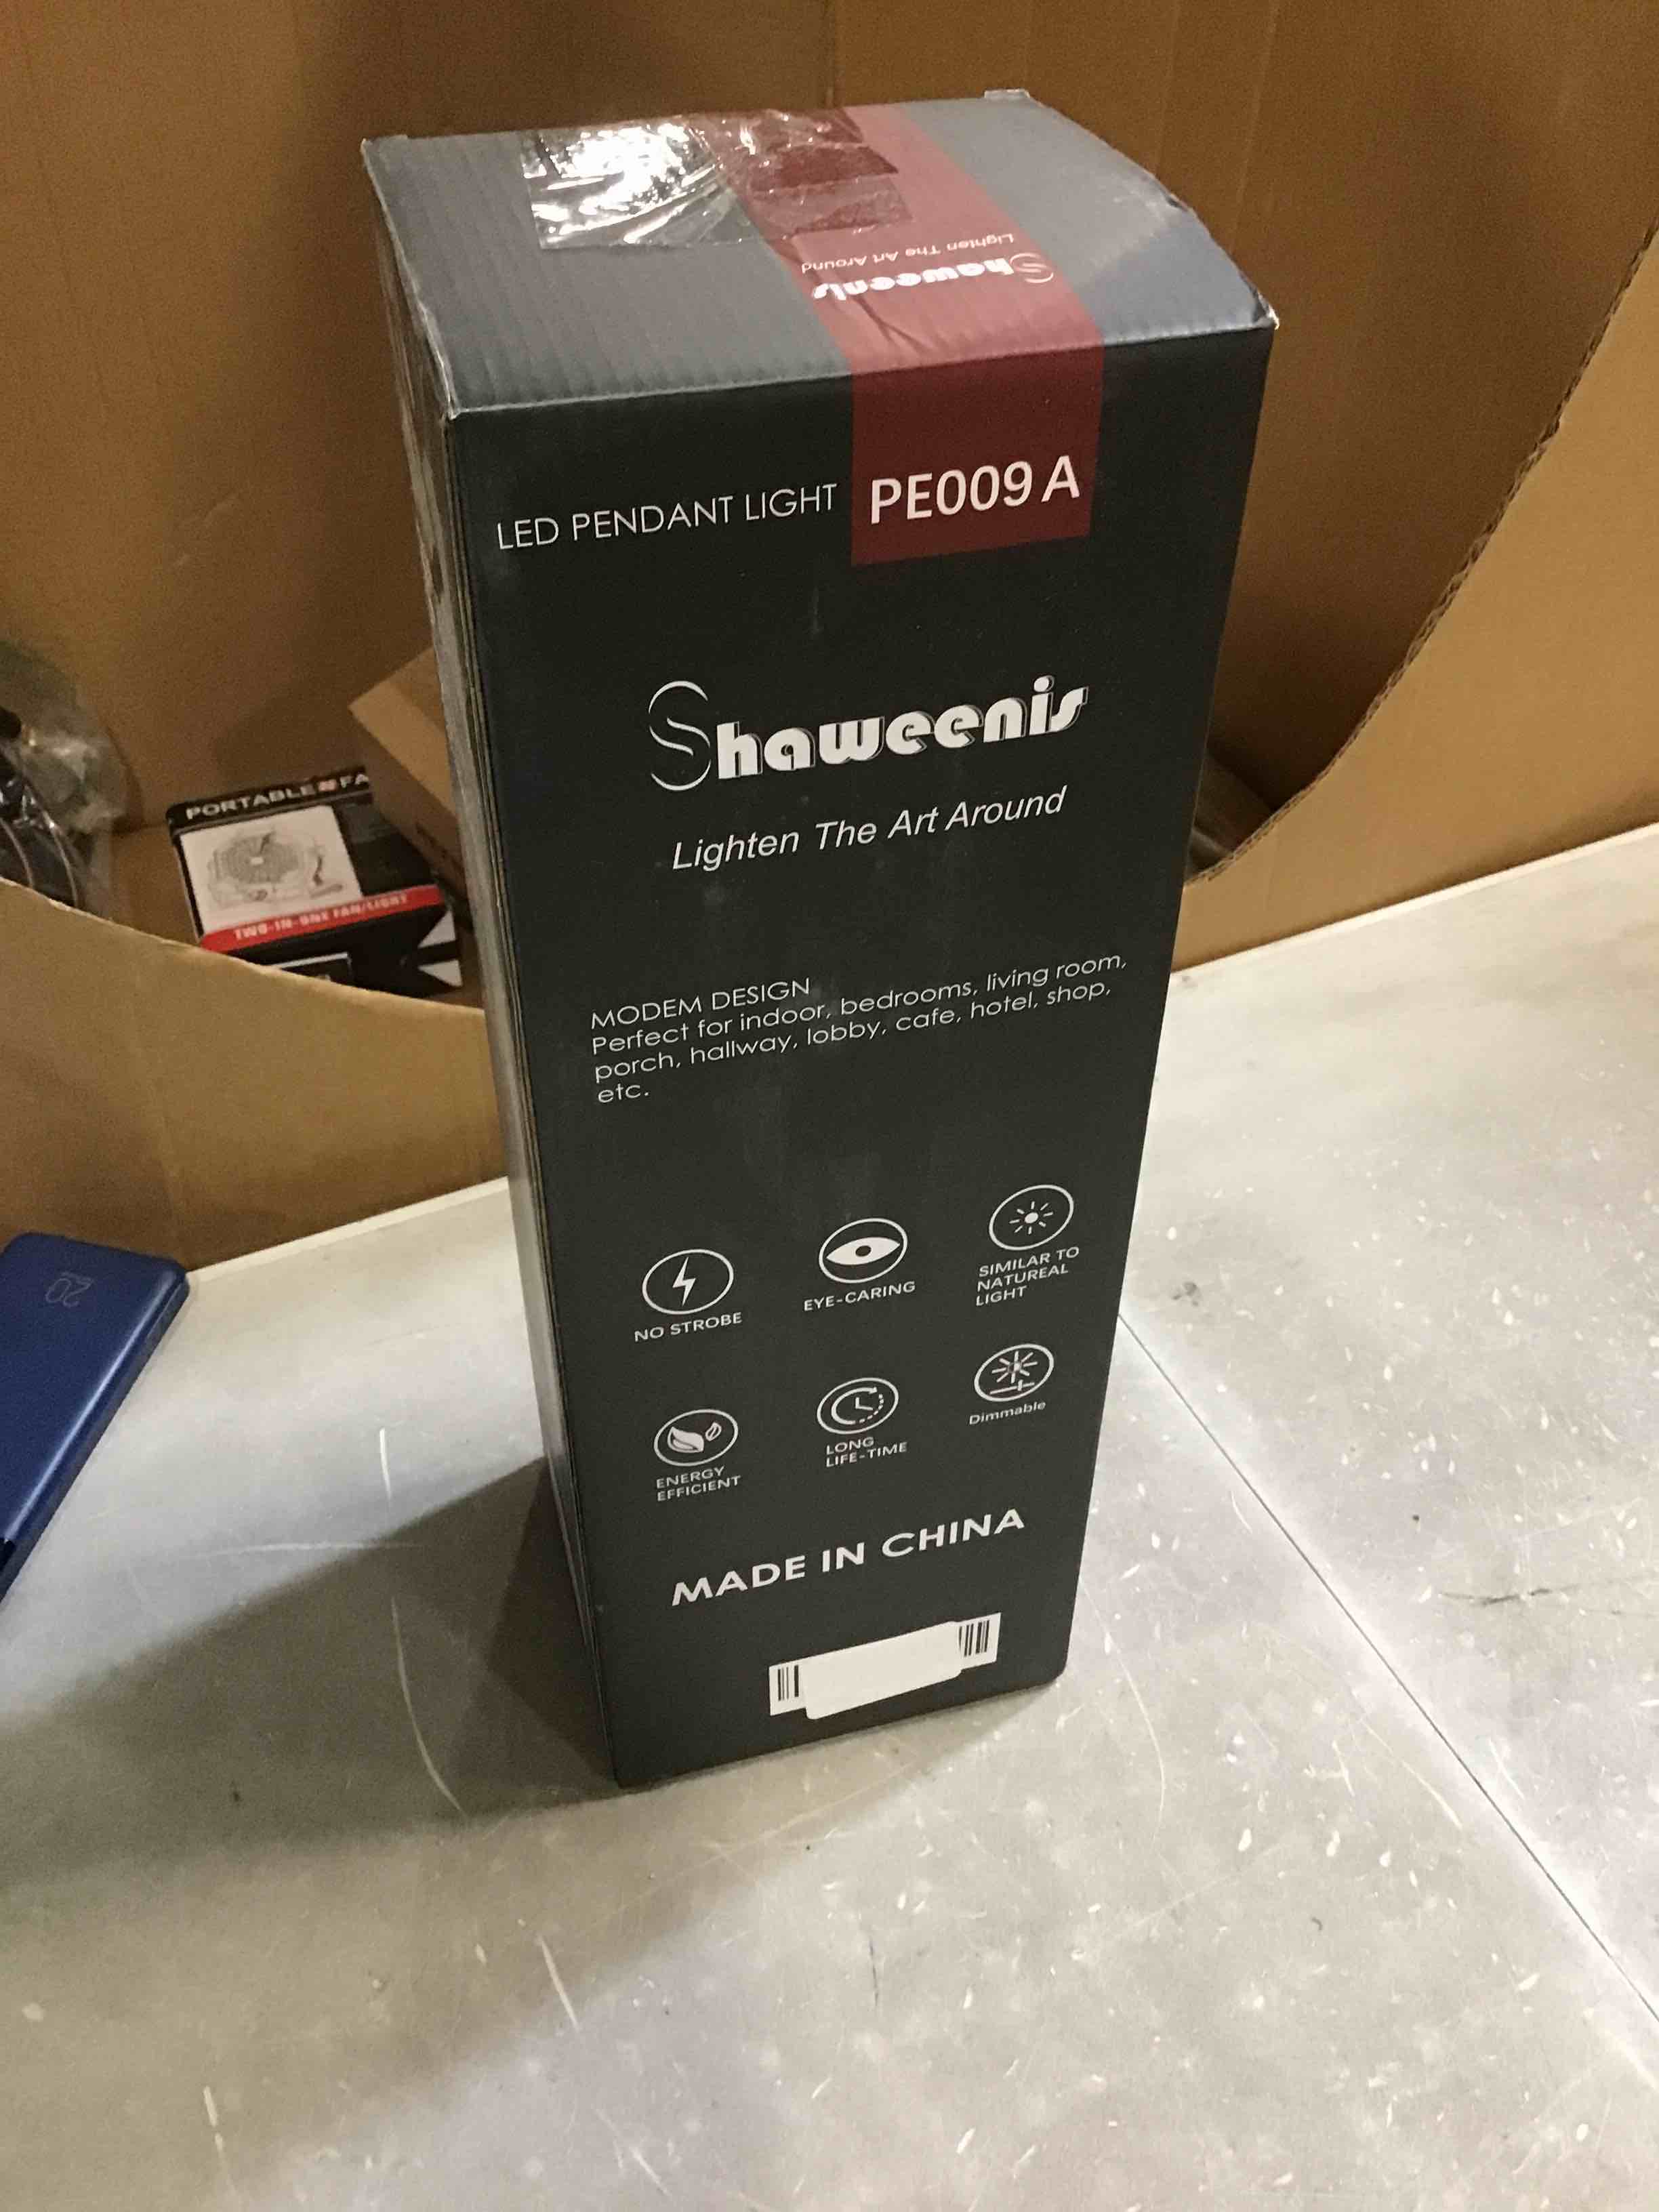 Shaweenis
Lighten The Art Around
LED PENDANT LIGHT PE009 A
Shaweenis
Lighten The Art Around
MODEM DESIGN
Perfect for indoor, bedrooms, living room,
porch, hallway, lobby, cafe, hotel, shop,
etc.
NO STROBE
EYE-CARING
SIMILAR TO
NATUREAL
LIGHT
ENERGY
EFFICIENT
LONG
LIFE-TIME
Dimmable
MADE IN CHINA
PORTABLE FA
TWO-IN-ONE FAN/LIGHT
20